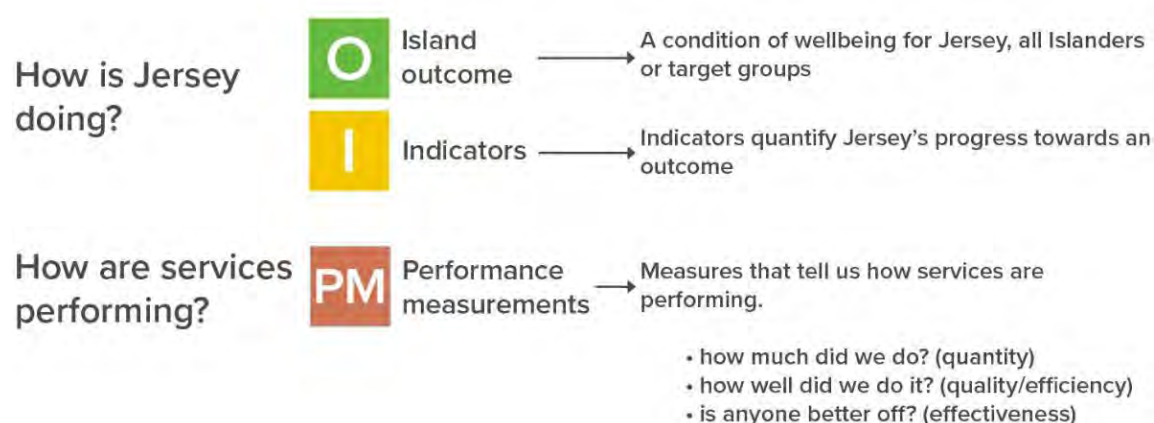 How is Jersey
doing?
O
Island
outcome
A condition of wellbeing for Jersey, all Islanders
or target groups
I
Indicators
Indicators quantify Jersey's progress towards an
outcome
How are services
performing?
PM
Performance
measurements
Measures that tell us how services are
performing.
• how much did we do? (quantity)
• how well did we do it? (quality/efficiency)
• is anyone better off? (effectiveness)